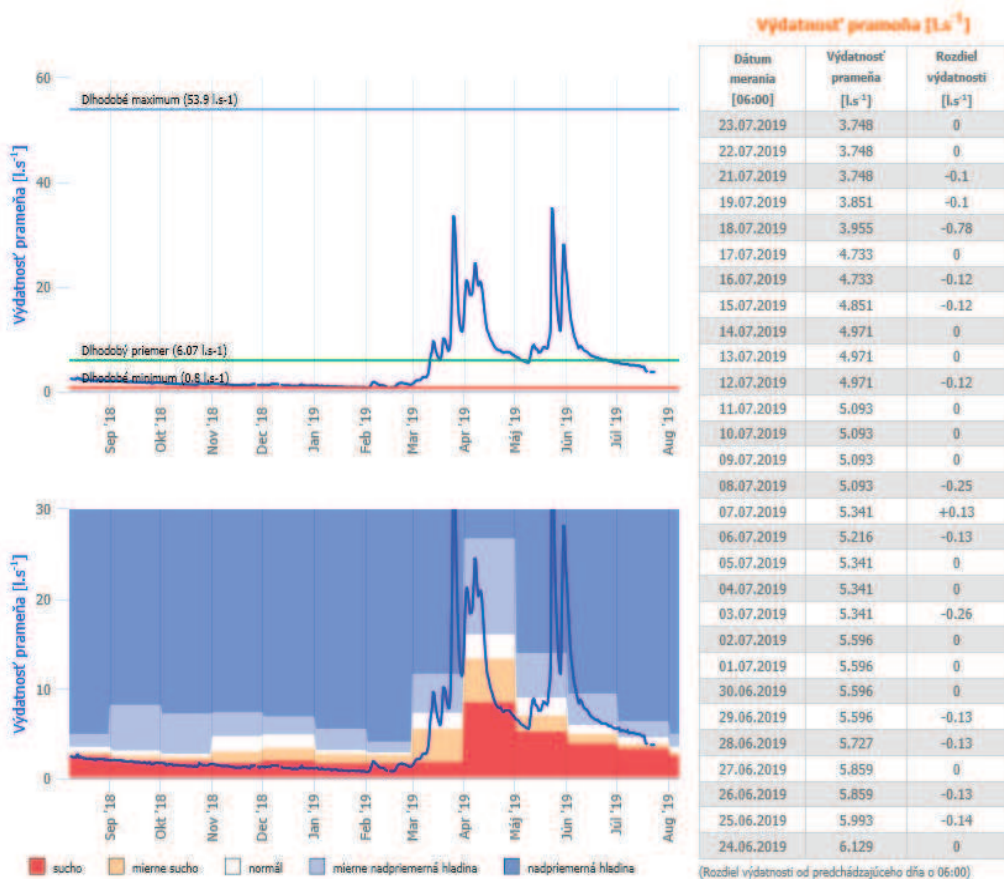 60
Dlhodobé maximum (53.9 l.s-1)
40
20
Dlhodobý priemer (6.07 l.s-1)
Dlhodobé minimum (0.8 l.s-1)
0
Výdatnosť prameňa [l.s⁻¹]
Sep '18
Okt '18
Nov '18
Dec '18
Jan '19
Feb '19
Mar '19
Apr '19
Máj '19
Jún '19
Júl '19
Aug '19
30
20
10
0
Výdatnosť prameňa [l.s⁻¹]
Sep '18
Okt '18
Nov '18
Dec '18
Jan '19
Feb '19
Mar '19
Apr '19
Máj '19
Jún '19
Júl '19
Aug '19
sucho mierne sucho normál mierne nadpriemerná hladina nadpriemerná hladina
Výdatnosť prameňa [l.s⁻¹]
Dátum Výdatnosť Rozdiel
merania prameňa výdatnosti
[06:00] [l.s⁻¹] [l.s⁻¹]
23.07.2019 3.748 0
22.07.2019 3.748 0
21.07.2019 3.748 -0.1
19.07.2019 3.851 -0.1
18.07.2019 3.955 -0.78
17.07.2019 4.733 0
16.07.2019 4.733 -0.12
15.07.2019 4.851 -0.12
14.07.2019 4.971 0
13.07.2019 4.971 0
12.07.2019 4.971 -0.12
11.07.2019 5.093 0
10.07.2019 5.093 0
09.07.2019 5.093 0
08.07.2019 5.093 -0.25
07.07.2019 5.341 +0.13
06.07.2019 5.216 -0.13
05.07.2019 5.341 0
04.07.2019 5.341 0
03.07.2019 5.341 -0.26
02.07.2019 5.596 0
01.07.2019 5.596 0
30.06.2019 5.596 0
29.06.2019 5.596 -0.13
28.06.2019 5.727 -0.13
27.06.2019 5.859 0
26.06.2019 5.859 -0.13
25.06.2019 5.993 -0.14
24.06.2019 6.129 0
(Rozdiel výdatnosti od predchádzajúceho dňa o 06:00)